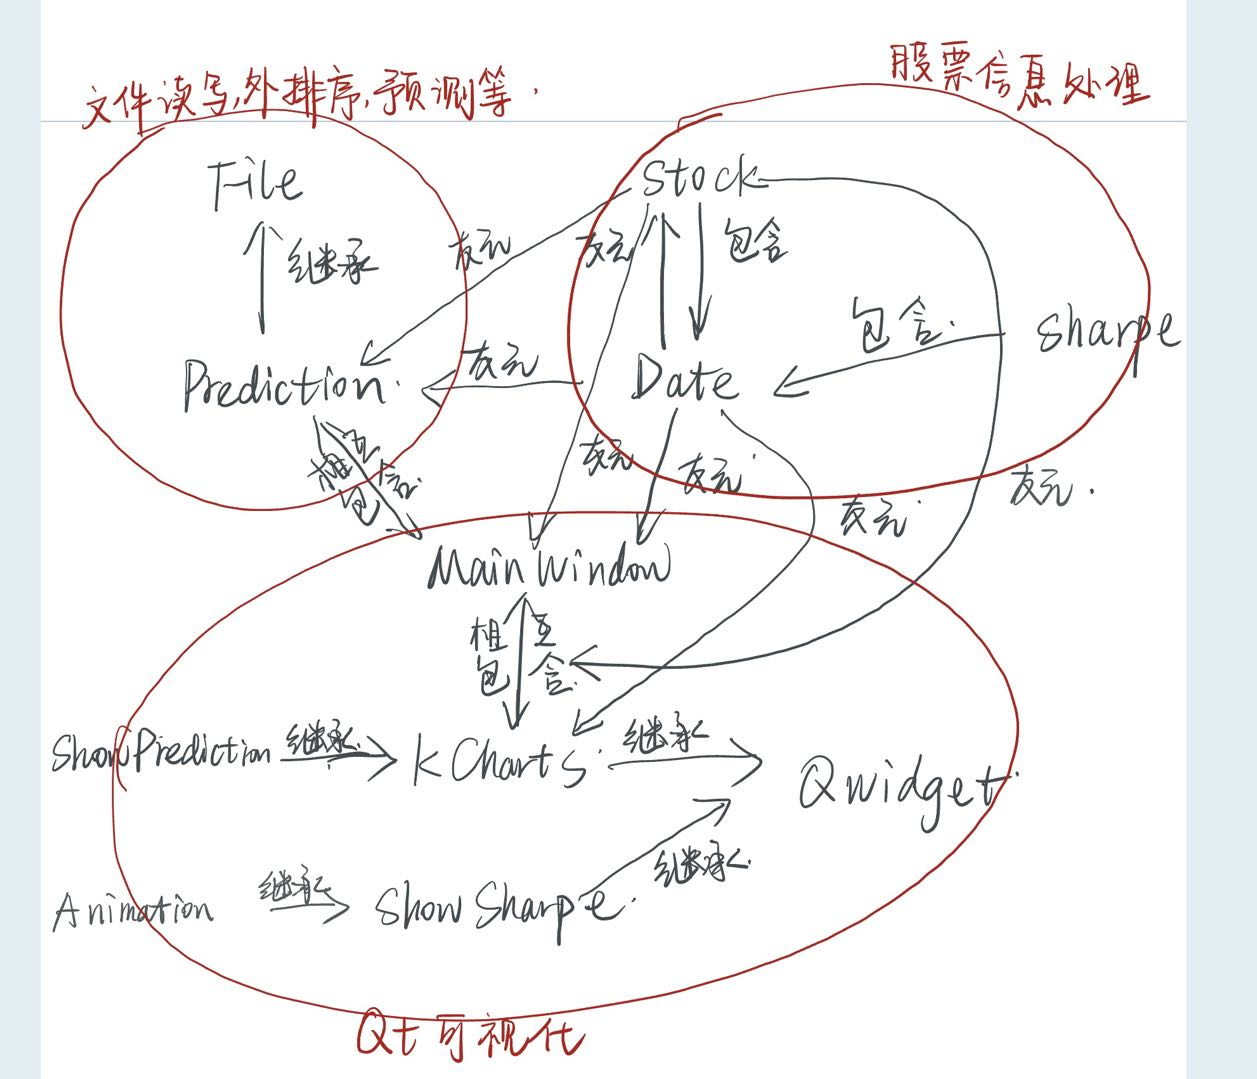 文件读写,外排序,预测等.
股票信息处理
File
Stock
继承
友元
友元
包含
包含.
sharpe
Prediction.
友元
Date
相互
包含.
友元
友元
友元
友元.
MainWindow
相互
包含.
ShowPrediction
继承
KCharts
继承
Qwidget
Animation
继承
ShowSharpe.
继承
Qt可视化